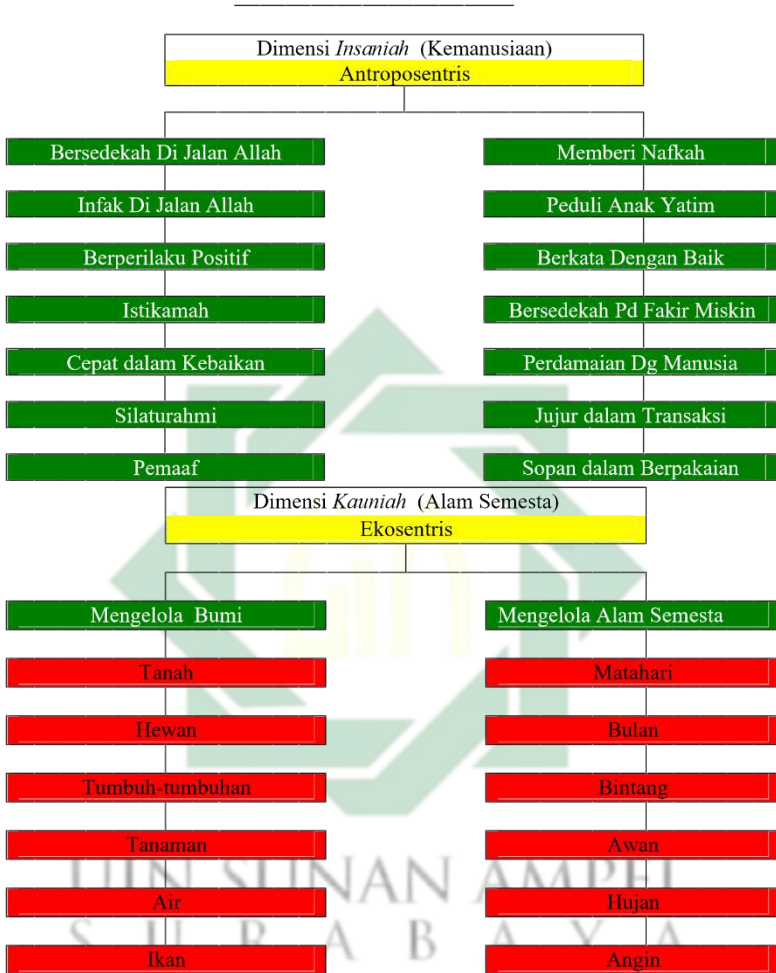 Dimensi Insaniah (Kemanusiaan)
Antroposentris
Bersedekah Di Jalan Allah
Infak Di Jalan Allah
Berperilaku Positif
Istikamah
Cepat dalam Kebaikan
Silaturahmi
Pemaaf
Memberi Nafkah
Peduli Anak Yatim
Berkata Dengan Baik
Bersedekah Pd Fakir Miskin
Perdamaian Dg Manusia
Jujur dalam Transaksi
Sopan dalam Berpakaian
Dimensi Kauniah (Alam Semesta)
Ekosentris
Mengelola Bumi
Tanah
Hewan
Tumbuh-tumbuhan
Tanaman
Air
Ikan
Mengelola Alam Semesta
Matahari
Bulan
Bintang
Awan
Hujan
Angin
UIN SUNAN AMPEL
SURABAYA